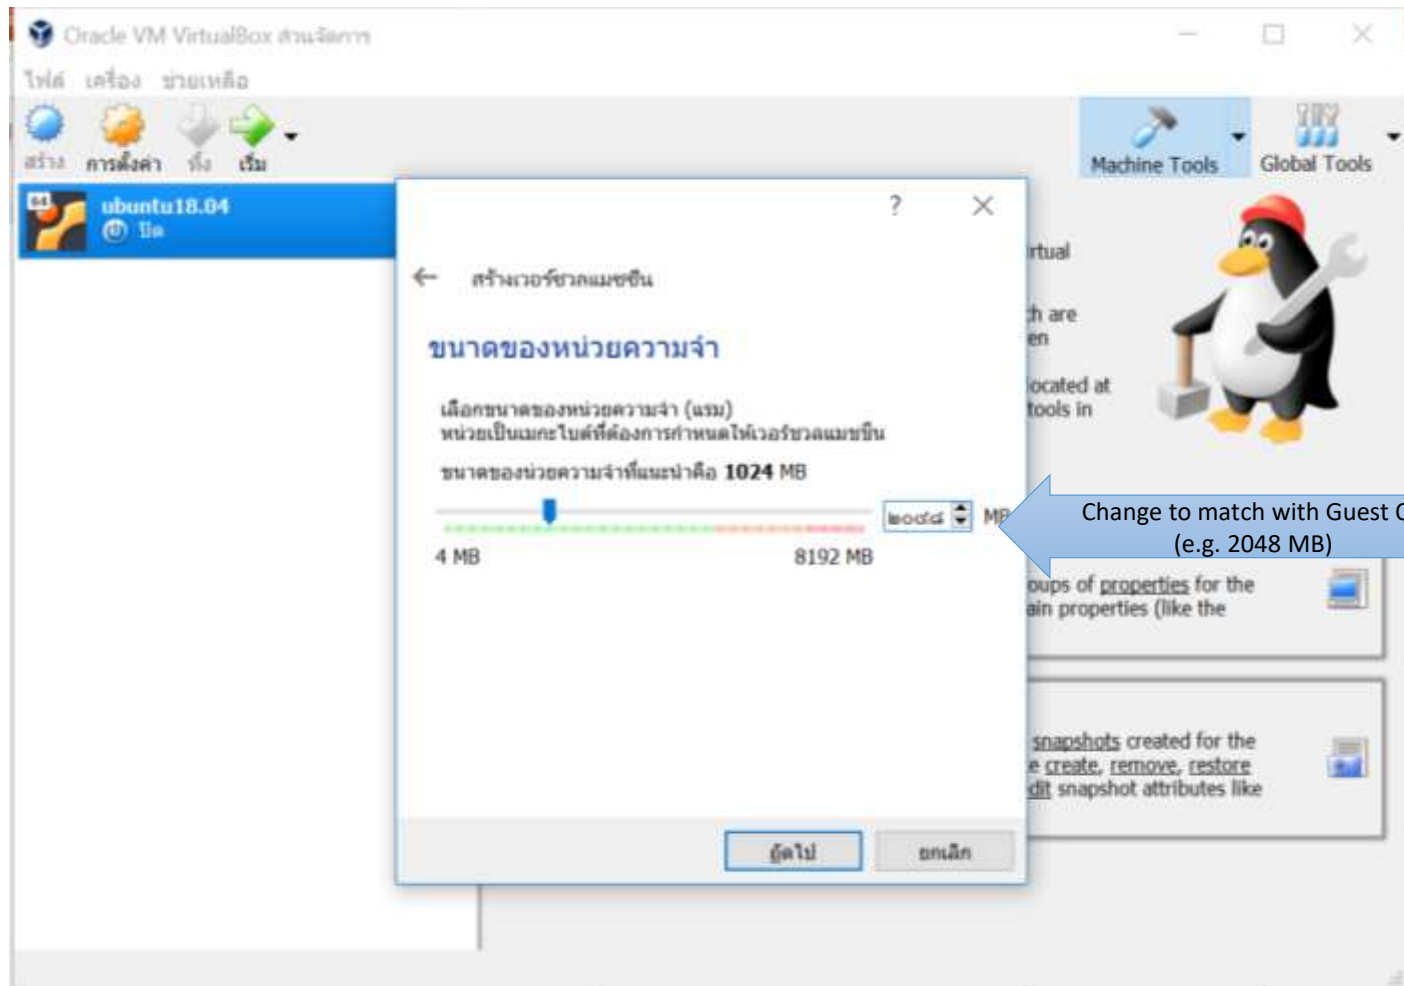 Oracle VM VirtualBox ส่วนจัดการ
ไฟล์ เครื่อง ช่วยเหลือ
สร้าง การตั้งค่า ทิ้ง เริ่ม
Machine Tools Global Tools
64 ubuntu18.04
ปิด
สร้างเวอร์ชวลแมชชีน
ขนาดของหน่วยความจำ
เลือกขนาดของหน่วยความจำ (แรม)
หน่วยเป็นเมกะไบต์ที่ต้องการกำหนดให้เวอร์ชวลแมชชีน
ขนาดของน่วยความจำที่แนะนำคือ 1024 MB
๒๐๔๘ MB
4 MB 8192 MB
ถัดไป ยกเลิก
rtual
h are
en
ocated at
tools in
Change to match with Guest O
(e.g. 2048 MB)
oups of properties for the
ain properties (like the
snapshots created for the
e create, remove, restore
dit snapshot attributes like